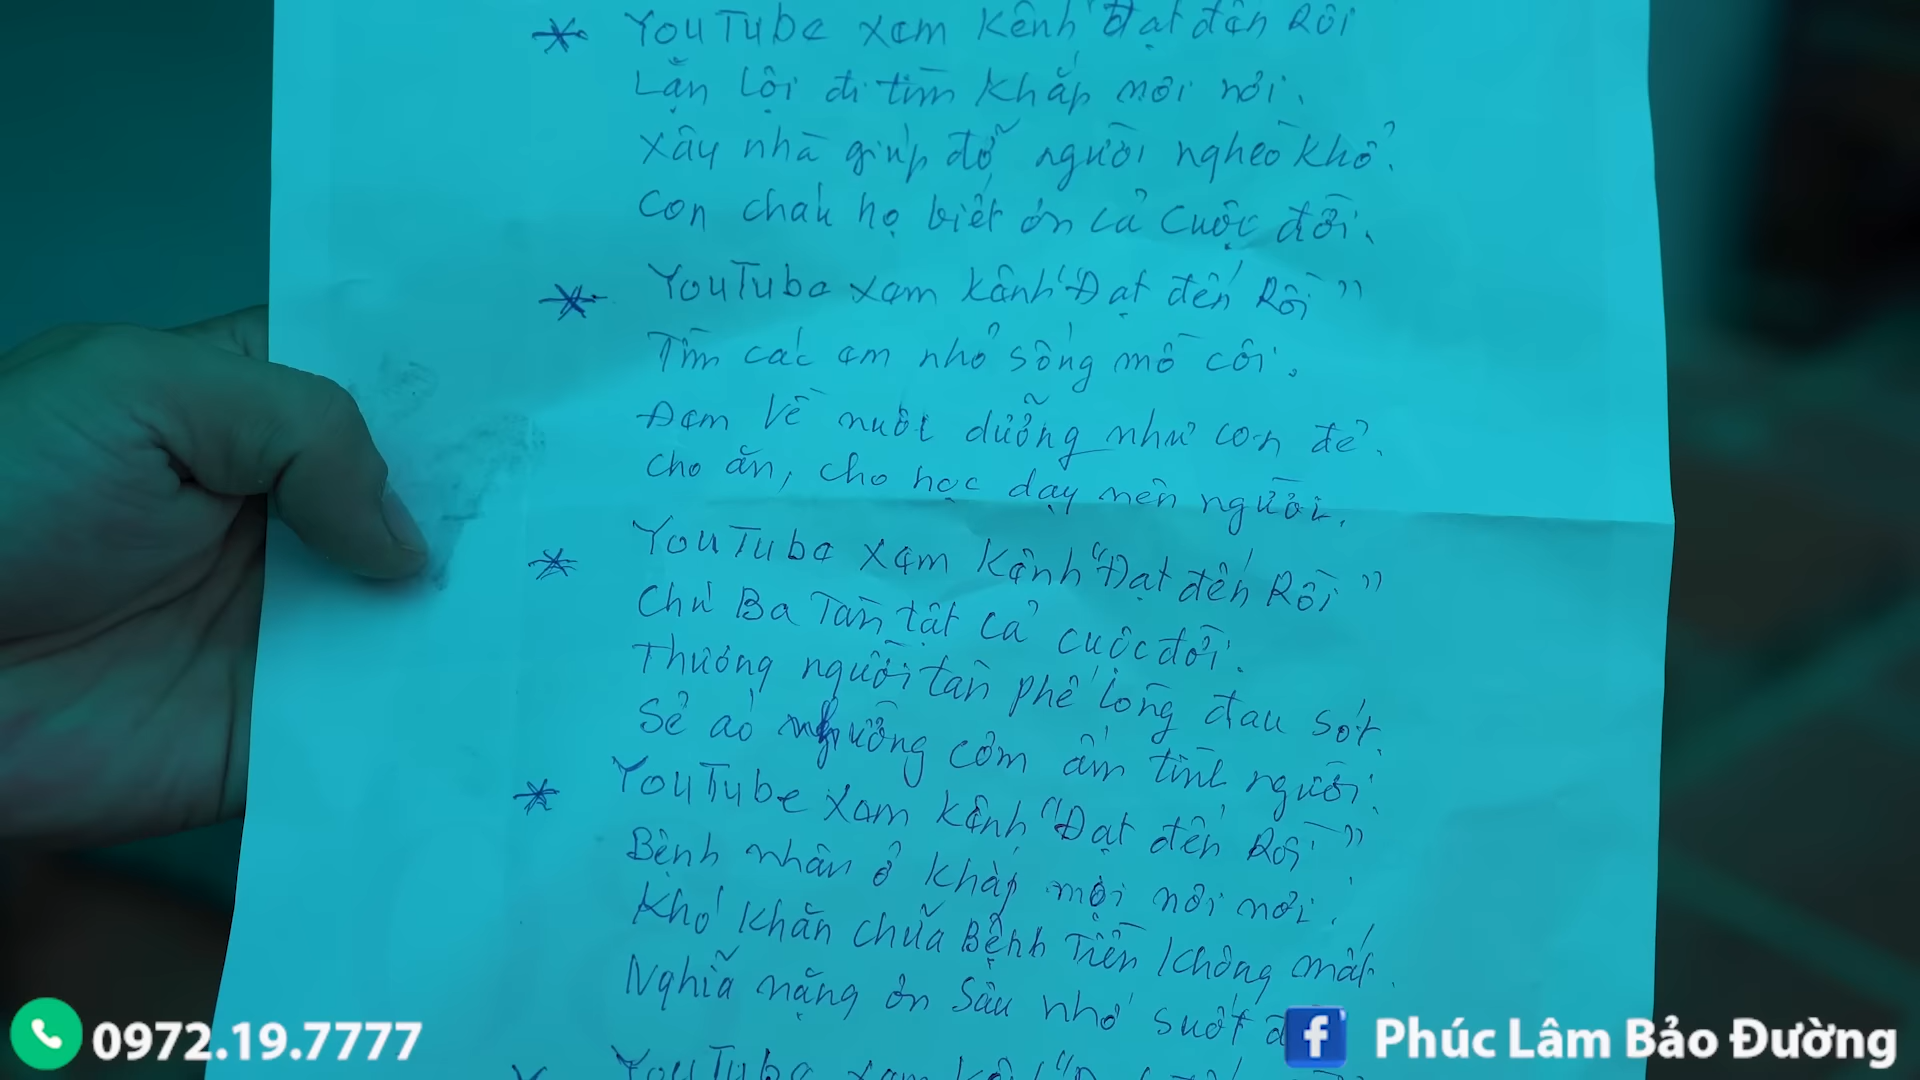 * YouTube xem Kênh "Đạt đến Rồi
Lặn lội đi tìm khắp mọi nơi.
Xây nhà giúp đỡ người nghèo khổ.
Con cháu họ biết ơn cả cuộc đời.
* YouTube xem kênh "Đạt đến Rồi"
Tìm các em nhỏ sống mồ côi.
Đem về nuôi dưỡng như con đẻ.
Cho ăn, cho học dạy nên người.
* YouTube xem kênh "Đạt đến Rồi"
Chú Ba Tàn tật cả cuộc đời.
Thương người tàn phế lòng đau sót.
Sẻ áo nhường cơm ấm tình người.
* YouTube xem kênh "Đạt đến Rồi"
Bệnh nhân ở khắp mọi nơi nơi.
Khó khăn chữa Bệnh Tiền không mất.
Nghĩa nặng ơn sâu nhớ suốt
YouTube xem
0972.19.7777
Phúc Lâm Bảo Đường